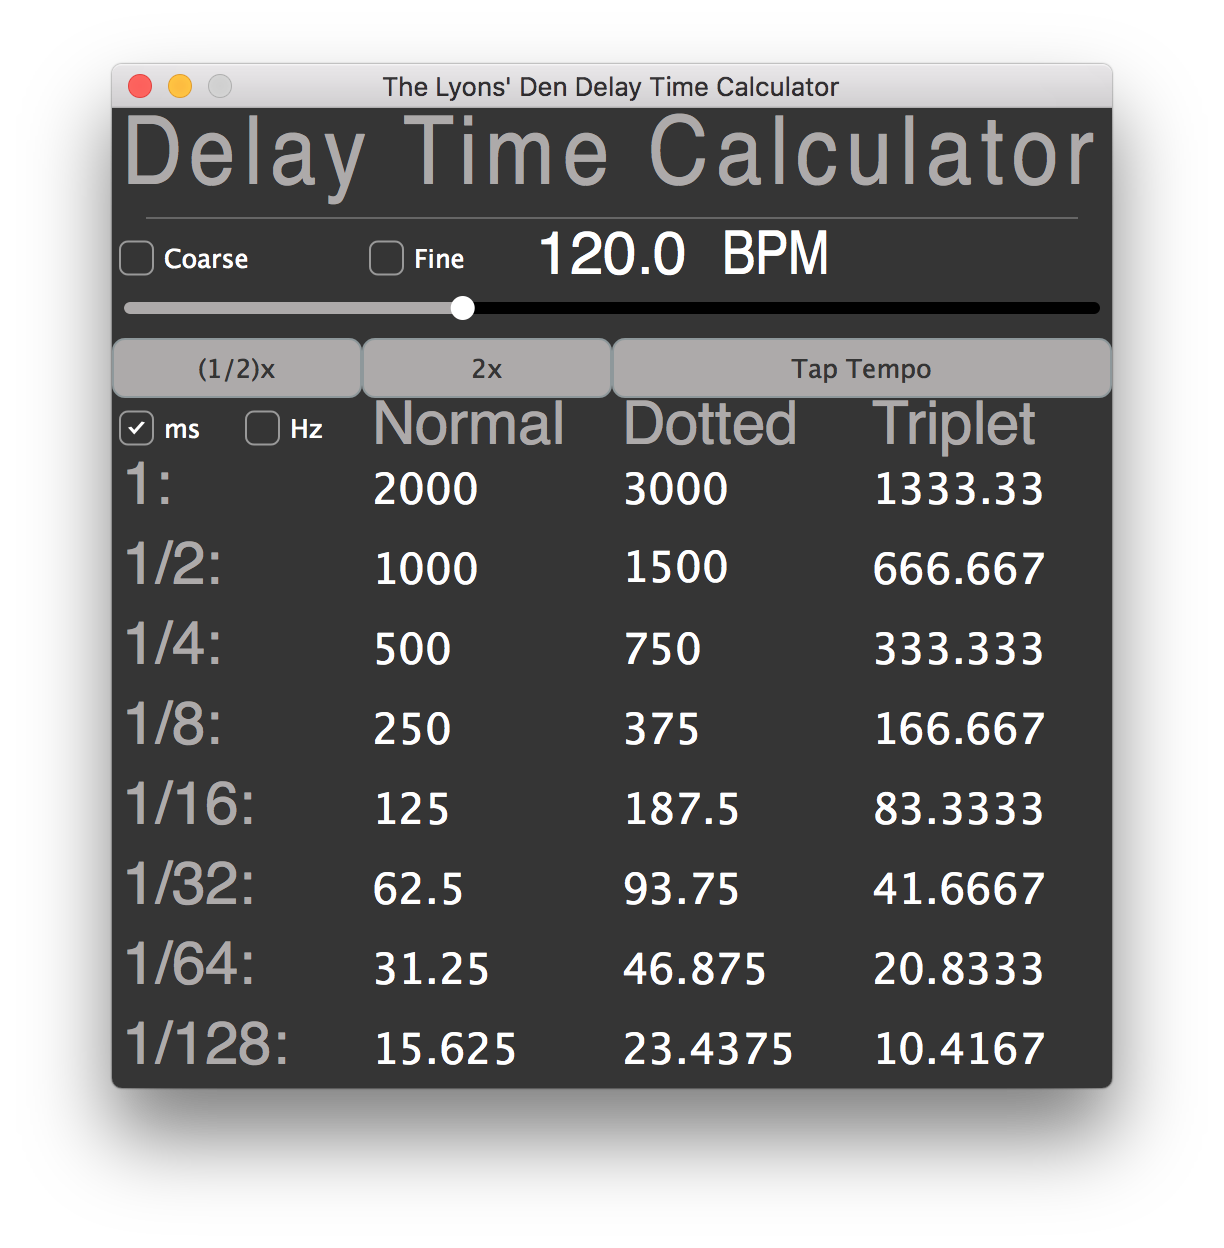 The Lyons' Den Delay Time Calculator
Delay Time Calculator
Coarse Fine 120.0 BPM
(1/2)x 2x Tap Tempo
ms Hz Normal Dotted Triplet
1: 2000 3000 1333.33
1/2: 1000 1500 666.667
1/4: 500 750 333.333
1/8: 250 375 166.667
1/16: 125 187.5 83.3333
1/32: 62.5 93.75 41.6667
1/64: 31.25 46.875 20.8333
1/128: 15.625 23.4375 10.4167